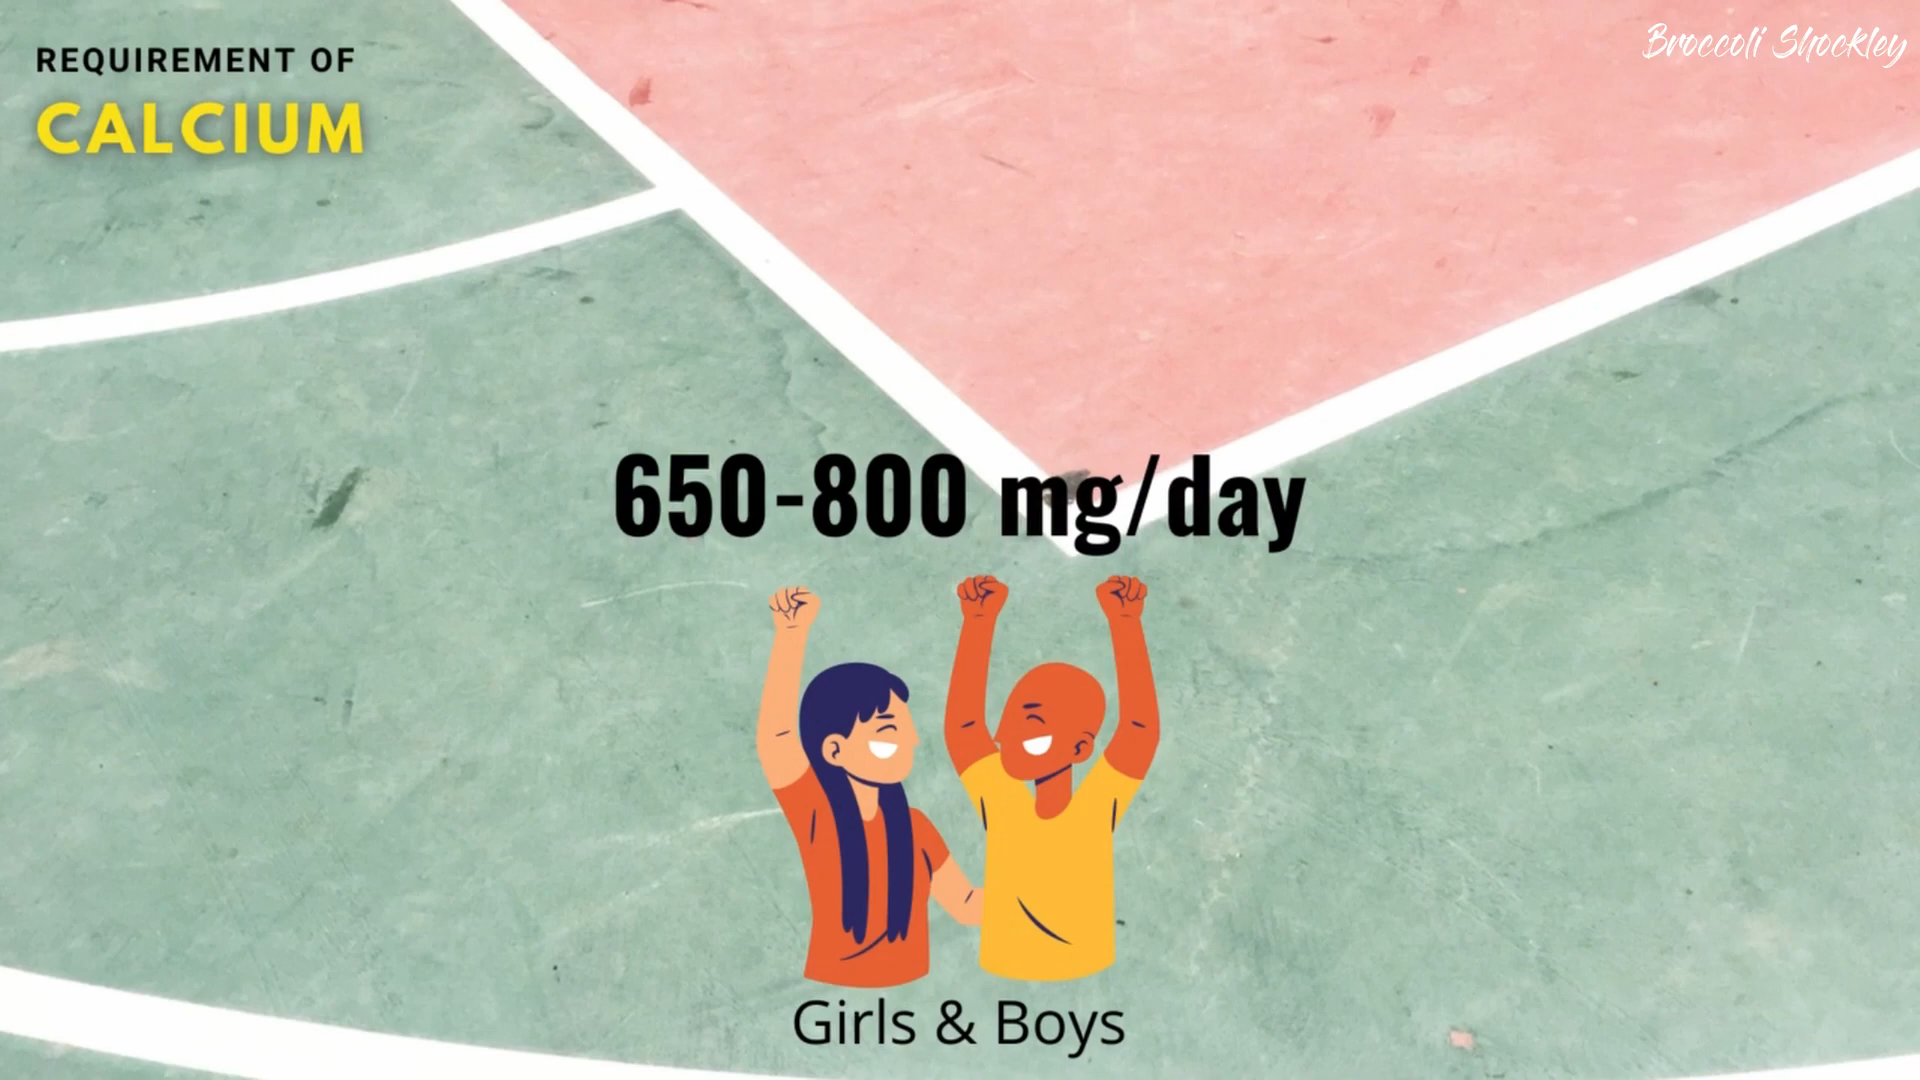 REQUIREMENT OF
CALCIUM
Broccoli Shockley
650-800 mg/day
Girls & Boys